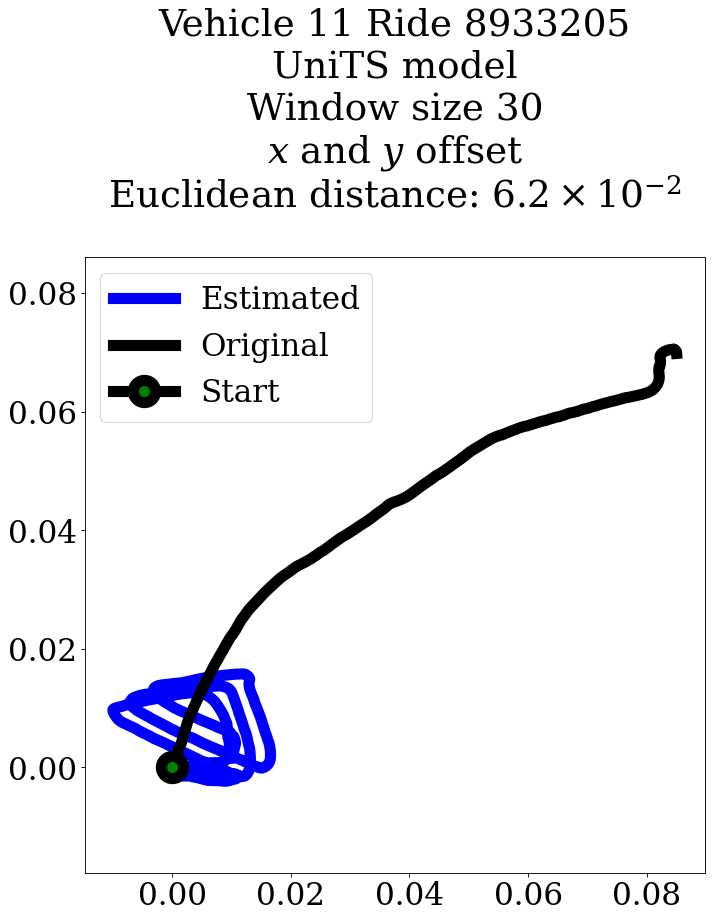 Vehicle 11 Ride 8933205
UniTS model
Window size 30
x and y offset
Euclidean distance: 6.2 × 10⁻²
Estimated
Original
Start
0.08
0.06
0.04
0.02
0.00
0.00 0.02 0.04 0.06 0.08